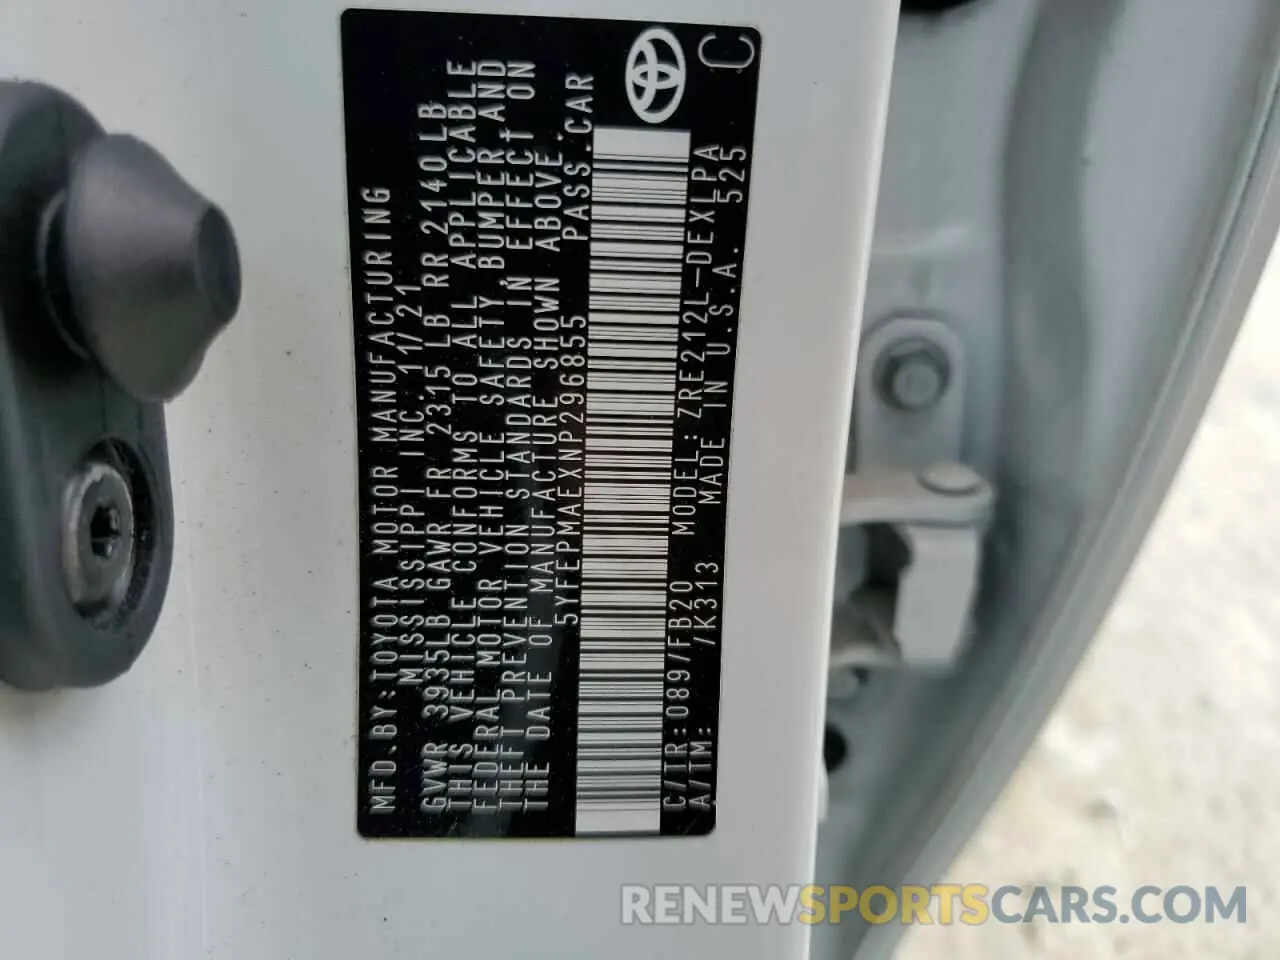 MFD.BY:TOYOTA MOTOR MANUFACTURING
MISSISSIPPI INC.11/21
GVWR 3935LB GAWR FR 2315LB RR 2140LB
THIS VEHICLE CONFORMS TO ALL APPLICABLE
FEDERAL MOTOR VEHICLE SAFETY, BUMPER, AND
THEFT PREVENTION STANDARDS IN EFFECT ON
THE DATE OF MANUFACTURE SHOWN ABOVE.
5YFEPMAEXNP296855 PASS.CAR
C/TR:089/FB20 MODEL:ZRE212L-DEXLPA
A/TM: /K313 MADE IN U.S.A. 525
C
RENEWSPORTSCARS.COM